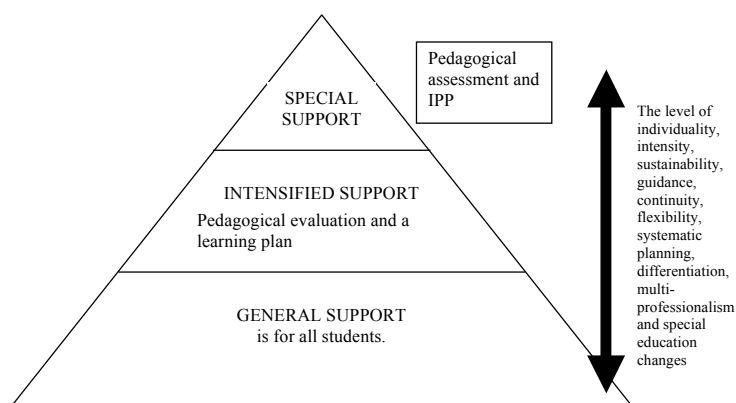 SPECIAL
SUPPORT
Pedagogical
assessment and
IPP
INTENSIFIED SUPPORT
Pedagogical evaluation and a
learning plan
GENERAL SUPPORT
is for all students.
The level of
individuality,
intensity,
sustainability,
guidance,
continuity,
flexibility,
systematic
planning,
differentiation,
multi-
professionalism
and special
education
changes